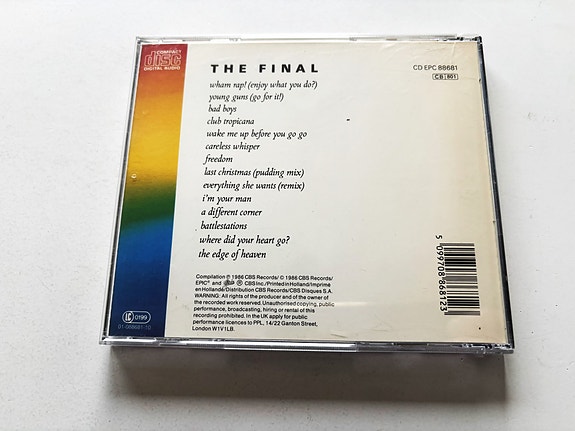 COMPACT
disc
DIGITAL AUDIO
THE FINAL
CD EPC 88681
CB 801
wham rap! (enjoy what you do?)
young guns (go for it!)
bad boys
club tropicana
wake me up before you go go
careless whisper
freedom
last christmas (pudding mix)
everything she wants (remix)
i'm your man
a different corner
battlestations
where did your heart go?
the edge of heaven
Compilation ℗ 1986 CBS Records/ © 1986 CBS Records/
EPIC® and ® CBS Inc./Printed in Holland/Imprimé
en Hollande/Distribution CBS Records/CBS Disques S.A.
WARNING: All rights of the producer and of the owner of
the recorded work reserved. Unauthorised copying, public
performance, broadcasting, hiring or rental of this
recording prohibited. In the UK apply for public
performance licences to PPL, 14/22 Ganton Street,
London W1V1LB.
LC 0199
01-088681-10
5 099708 868123